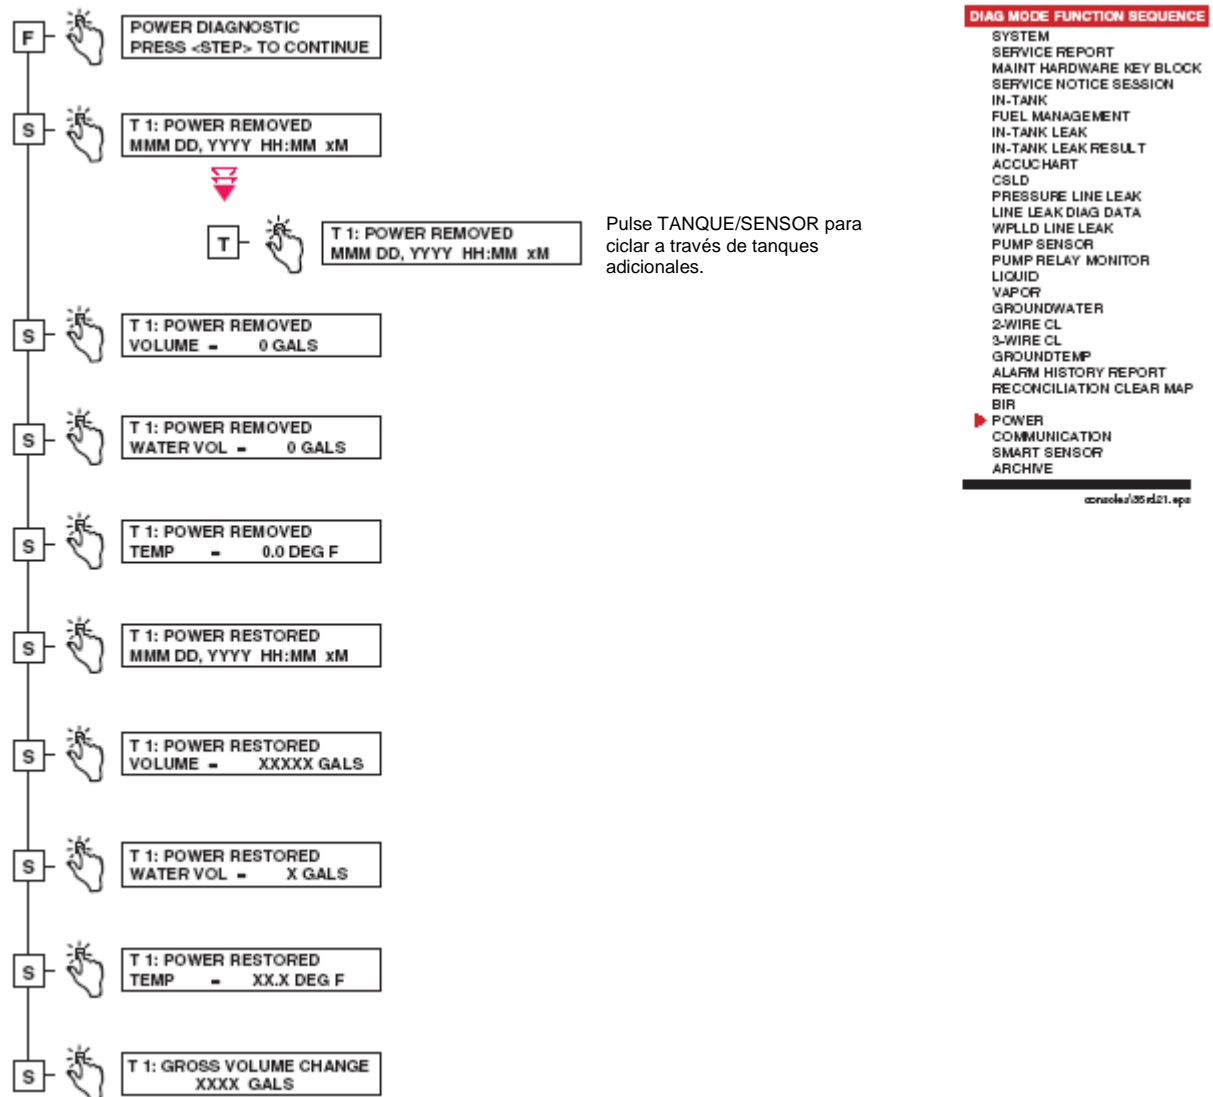 F
POWER DIAGNOSTIC
PRESS <STEP> TO CONTINUE
S
T 1: POWER REMOVED
MMM DD, YYYY HH:MM xM
T
T 1: POWER REMOVED
MMM DD, YYYY HH:MM xM
Pulse TANQUE/SENSOR para
ciclar a través de tanques
adicionales.
S
T 1: POWER REMOVED
VOLUME = 0 GALS
S
T 1: POWER REMOVED
WATER VOL = 0 GALS
S
T 1: POWER REMOVED
TEMP = 0.0 DEG F
S
T 1: POWER RESTORED
MMM DD, YYYY HH:MM xM
S
T 1: POWER RESTORED
VOLUME = XXXXX GALS
S
T 1: POWER RESTORED
WATER VOL = X GALS
S
T 1: POWER RESTORED
TEMP = XX.X DEG F
S
T 1: GROSS VOLUME CHANGE
XXXX GALS
DIAG MODE FUNCTION SEQUENCE
SYSTEM
SERVICE REPORT
MAINT HARDWARE KEY BLOCK
SERVICE NOTICE SESSION
IN-TANK
FUEL MANAGEMENT
IN-TANK LEAK
IN-TANK LEAK RESULT
ACCUCHART
CSLD
PRESSURE LINE LEAK
LINE LEAK DIAG DATA
WPLLD LINE LEAK
PUMP SENSOR
PUMP RELAY MONITOR
LIQUID
VAPOR
GROUNDWATER
2-WIRE CL
3-WIRE CL
GROUNDTEMP
ALARM HISTORY REPORT
RECONCILIATION CLEAR MAP
BIR
POWER
COMMUNICATION
SMART SENSOR
ARCHIVE